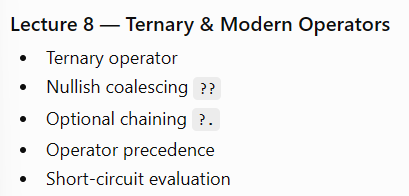 Lecture 8 — Ternary & Modern Operators
• Ternary operator
• Nullish coalescing ??
• Optional chaining ?.
• Operator precedence
• Short-circuit evaluation